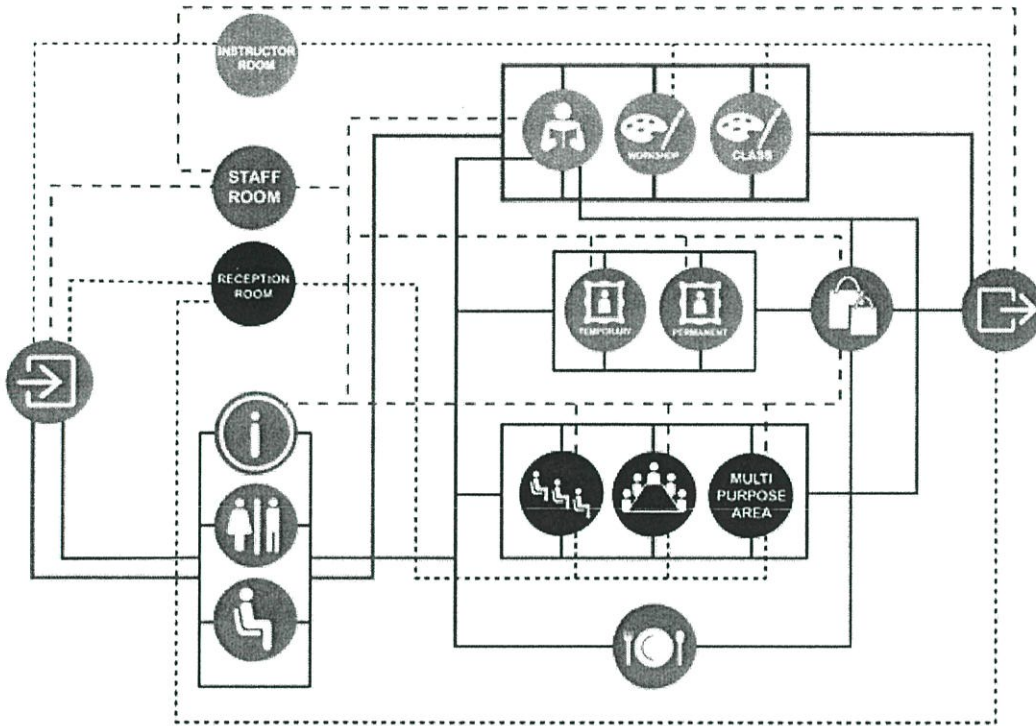 INSTRUCTOR
ROOM
STAFF
ROOM
RECEPTION
ROOM
WORKSHOP
CLASS
TEMPORARY
PERMANENT
MULTI
PURPOSE
AREA